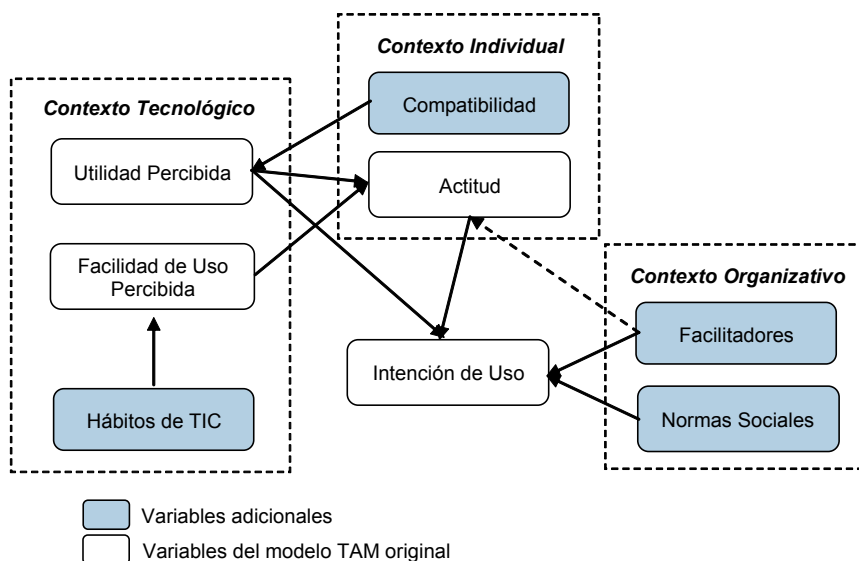 Contexto Individual
Compatibilidad
Actitud
Contexto Tecnológico
Utilidad Percibida
Facilidad de Uso
Percibida
Hábitos de TIC
Intención de Uso
Contexto Organizativo
Facilitadores
Normas Sociales
Variables adicionales
Variables del modelo TAM original